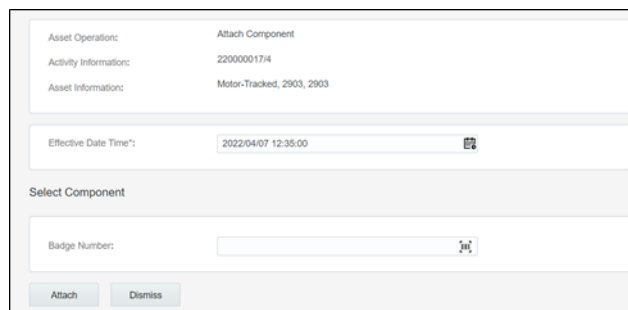 Asset Operation: Attach Component
Activity Information: 220000017/4
Asset Information: Motor-Tracked, 2903, 2903
Effective Date Time*: 2022/04/07 12:35:00
Select Component
Badge Number:
Attach Dismiss